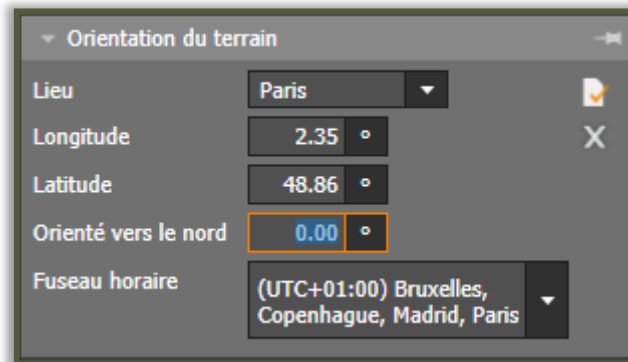 Orientation du terrain
Lieu Paris
Longitude 2.35 °
Latitude 48.86 °
Orienté vers le nord 0.00 °
Fuseau horaire (UTC+01:00) Bruxelles,
Copenhague, Madrid, Paris